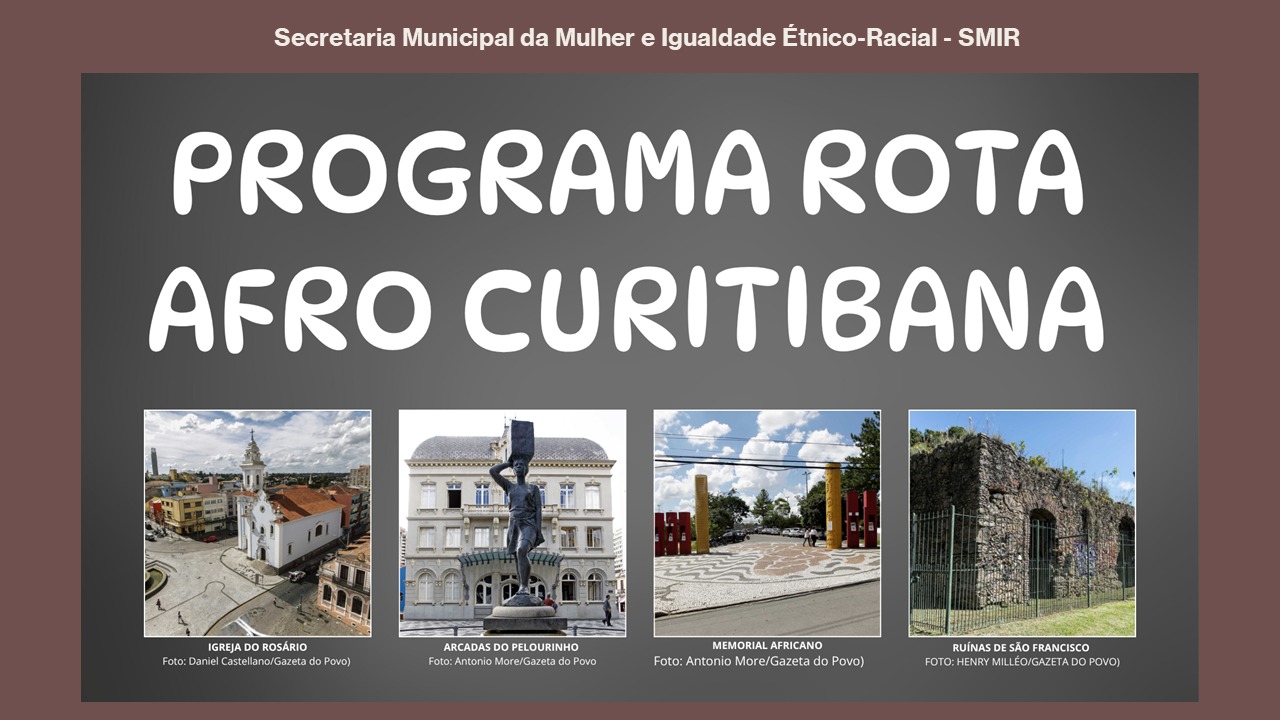 Secretaria Municipal da Mulher e Igualdade Étnico-Racial - SMIR
PROGRAMA ROTA
AFRO CURITIBANA
IGREJA DO ROSÁRIO
Foto: Daniel Castellano/Gazeta do Povo)
ARCADAS DO PELOURINHO
Foto: Antonio More/Gazeta do Povo
MEMORIAL AFRICANO
Foto: Antonio More/Gazeta do Povo)
RUÍNAS DE SÃO FRANCISCO
FOTO: HENRY MILLÉO/GAZETA DO POVO)